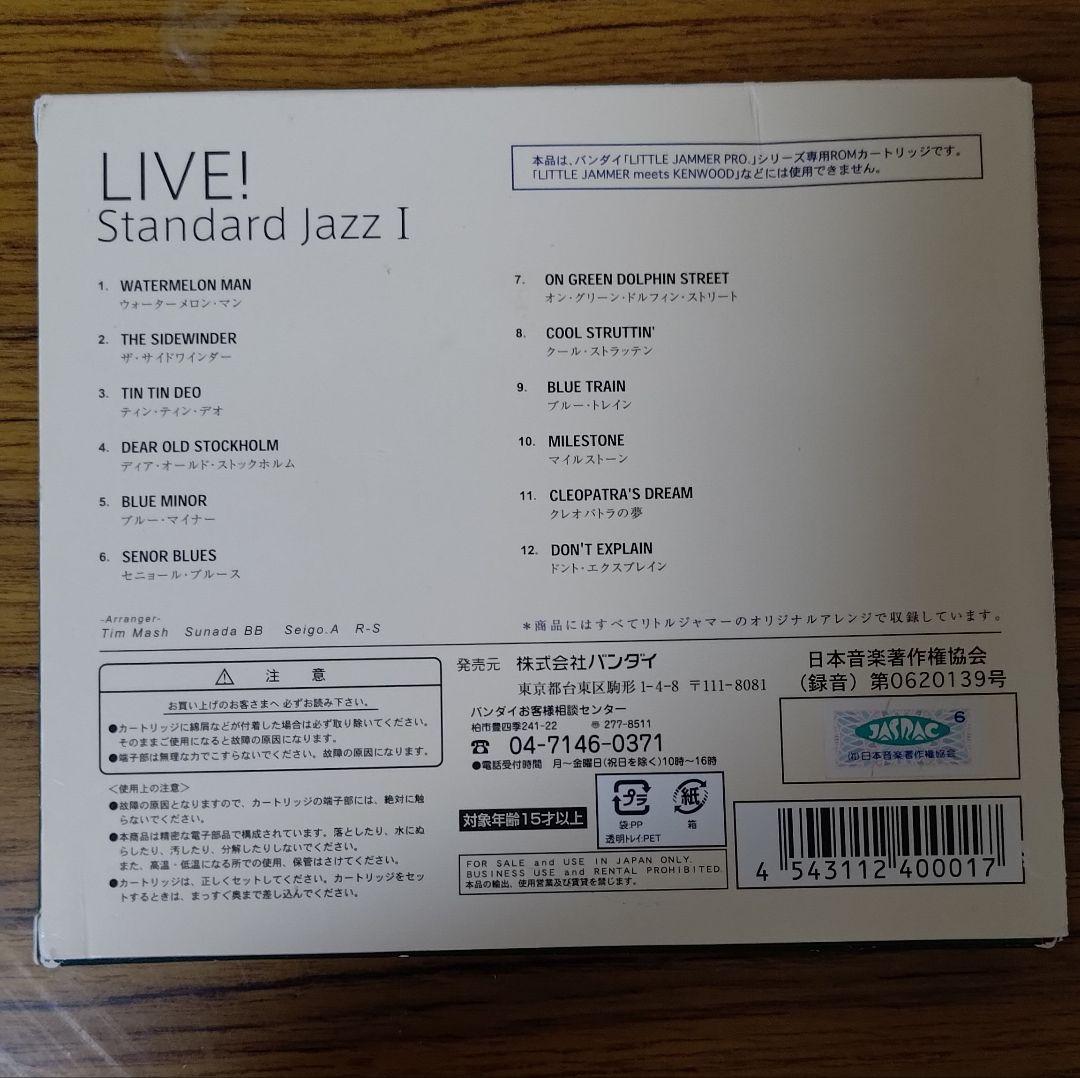 LIVE!
Standard Jazz I
本品は、バンダイ「LITTLE JAMMER PRO.」シリーズ専用ROMカートリッジです。
「LITTLE JAMMER meets KENWOOD」などには使用できません。
1. WATERMELON MAN
ウォーターメロン・マン
2. THE SIDEWINDER
ザ・サイドワインダー
3. TIN TIN DEO
ティン・ティン・デオ
4. DEAR OLD STOCKHOLM
ディア・オールド・ストックホルム
5. BLUE MINOR
ブルー・マイナー
6. SENOR BLUES
セニョール・ブルース
7. ON GREEN DOLPHIN STREET
オン・グリーン・ドルフィン・ストリート
8. COOL STRUTTIN'
クール・ストラッテン
9. BLUE TRAIN
ブルー・トレイン
10. MILESTONE
マイルストーン
11. CLEOPATRA'S DREAM
クレオパトラの夢
12. DON'T EXPLAIN
ドント・エクスプレイン
-Arranger-
Tim Mash Sunada BB Seigo.A R-S
*商品にはすべてリトルジャマーのオリジナルアレンジで収録しています。
注 意
お買い上げのお客さまへ 必ずお読み下さい。
●カートリッジに綿屑などが付着した場合は必ず取り除いてください。
そのままご使用になると故障の原因になります。
●端子部は無理な力でこすらないでください。故障の原因になります。
<使用上の注意>
●故障の原因となりますので、カートリッジの端子部には、絶対に触
らないでください。
●本商品は精密な電子部品で構成されています。落としたり、水にぬ
らしたり、汚したり、分解したりしないでください。
また、高温・低温になる所での使用、保管はさけてください。
●カートリッジは、正しくセットしてください。カートリッジをセッ
トするときは、まっすぐ奥まで差し込んでください。
発売元 株式会社バンダイ
東京都台東区駒形1-4-8 〒111-8081
バンダイお客様相談センター
柏市豊四季241-22 〠 277-8511
☎ 04-7146-0371
●電話受付時間 月〜金曜日(祝日を除く)10時〜16時
対象年齢15才以上
プラ
袋:PP
透明トレイ:PET
紙
箱
FOR SALE and USE IN JAPAN ONLY.
BUSINESS USE and RENTAL PROHIBITED.
本品の輸出、使用営業及び賃貸を禁じます。
日本音楽著作権協会
(録音)第0620139号
6
JASRAC
(社)日本音楽著作権協会
4 543112 400017